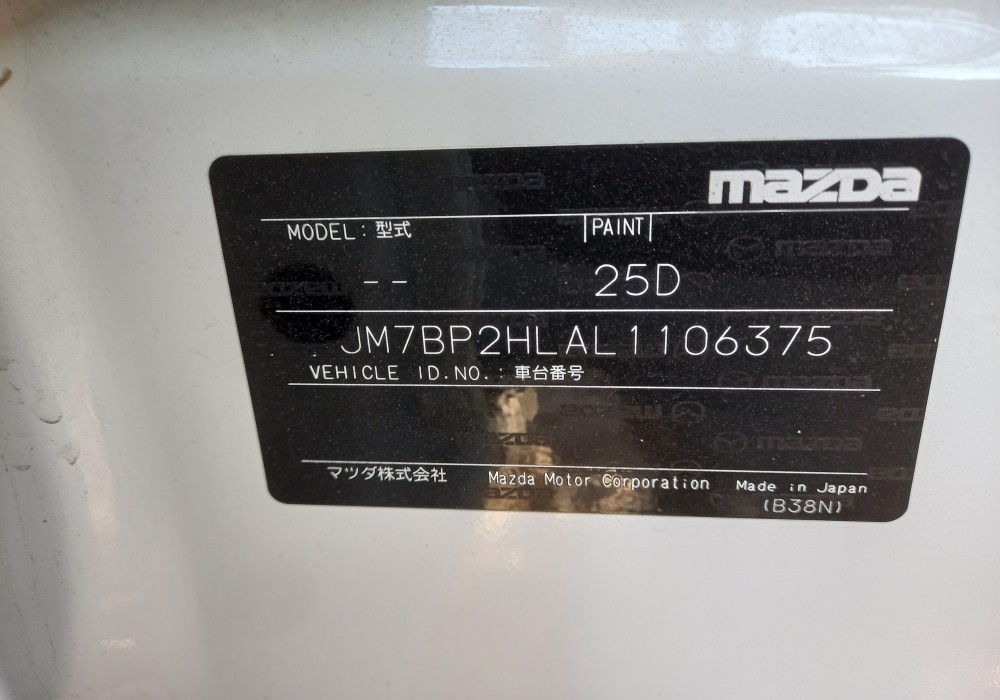 mazda
MODEL : 型式 PAINT
-- 25D
JM7BP2HLAL1106375
VEHICLE ID.NO. : 車台番号
マツダ株式会社 Mazda Motor Corporation Made in Japan
(B38N)